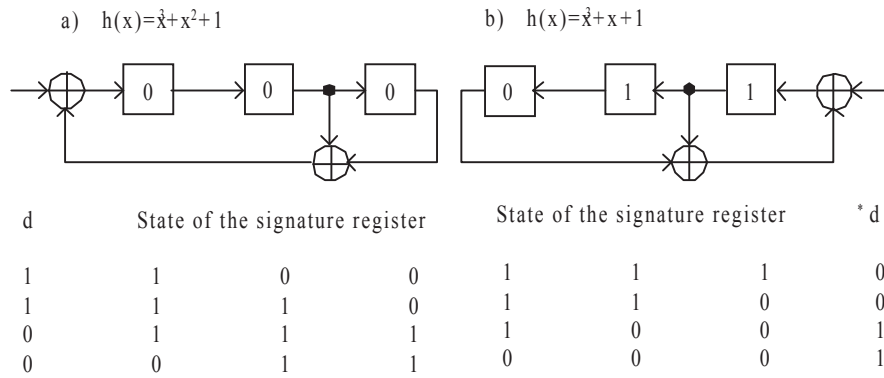 a) h(x)=x³+x²+1 b) h(x)=x³+x+1
0 0 0 0 1 1
d State of the signature register State of the signature register * d
1 1 0 0 1 1 1 0
1 1 1 0 1 1 0 0
0 1 1 1 1 0 0 1
0 0 1 1 0 0 0 1